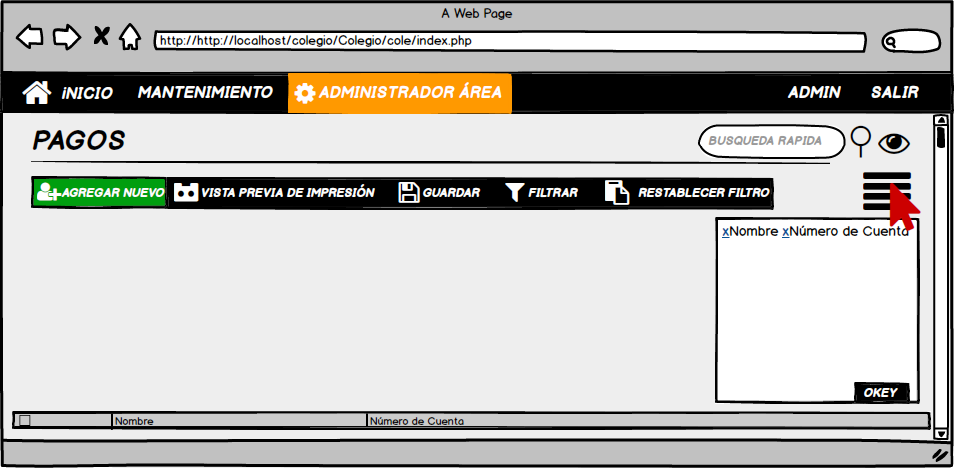 A Web Page
http://http://localhost/colegio/Colegio/cole/index.php
iNICIO MANTENIMIENTO ADMINISTRADOR ÁREA ADMIN SALIR
PAGOS BUSQUEDA RAPIDA
AGREGAR NUEVO VISTA PREVIA DE IMPRESIÓN GUARDAR FILTRAR RESTABLECER FILTRO
xNombre xNúmero de Cuenta
OKEY
Nombre Número de Cuenta